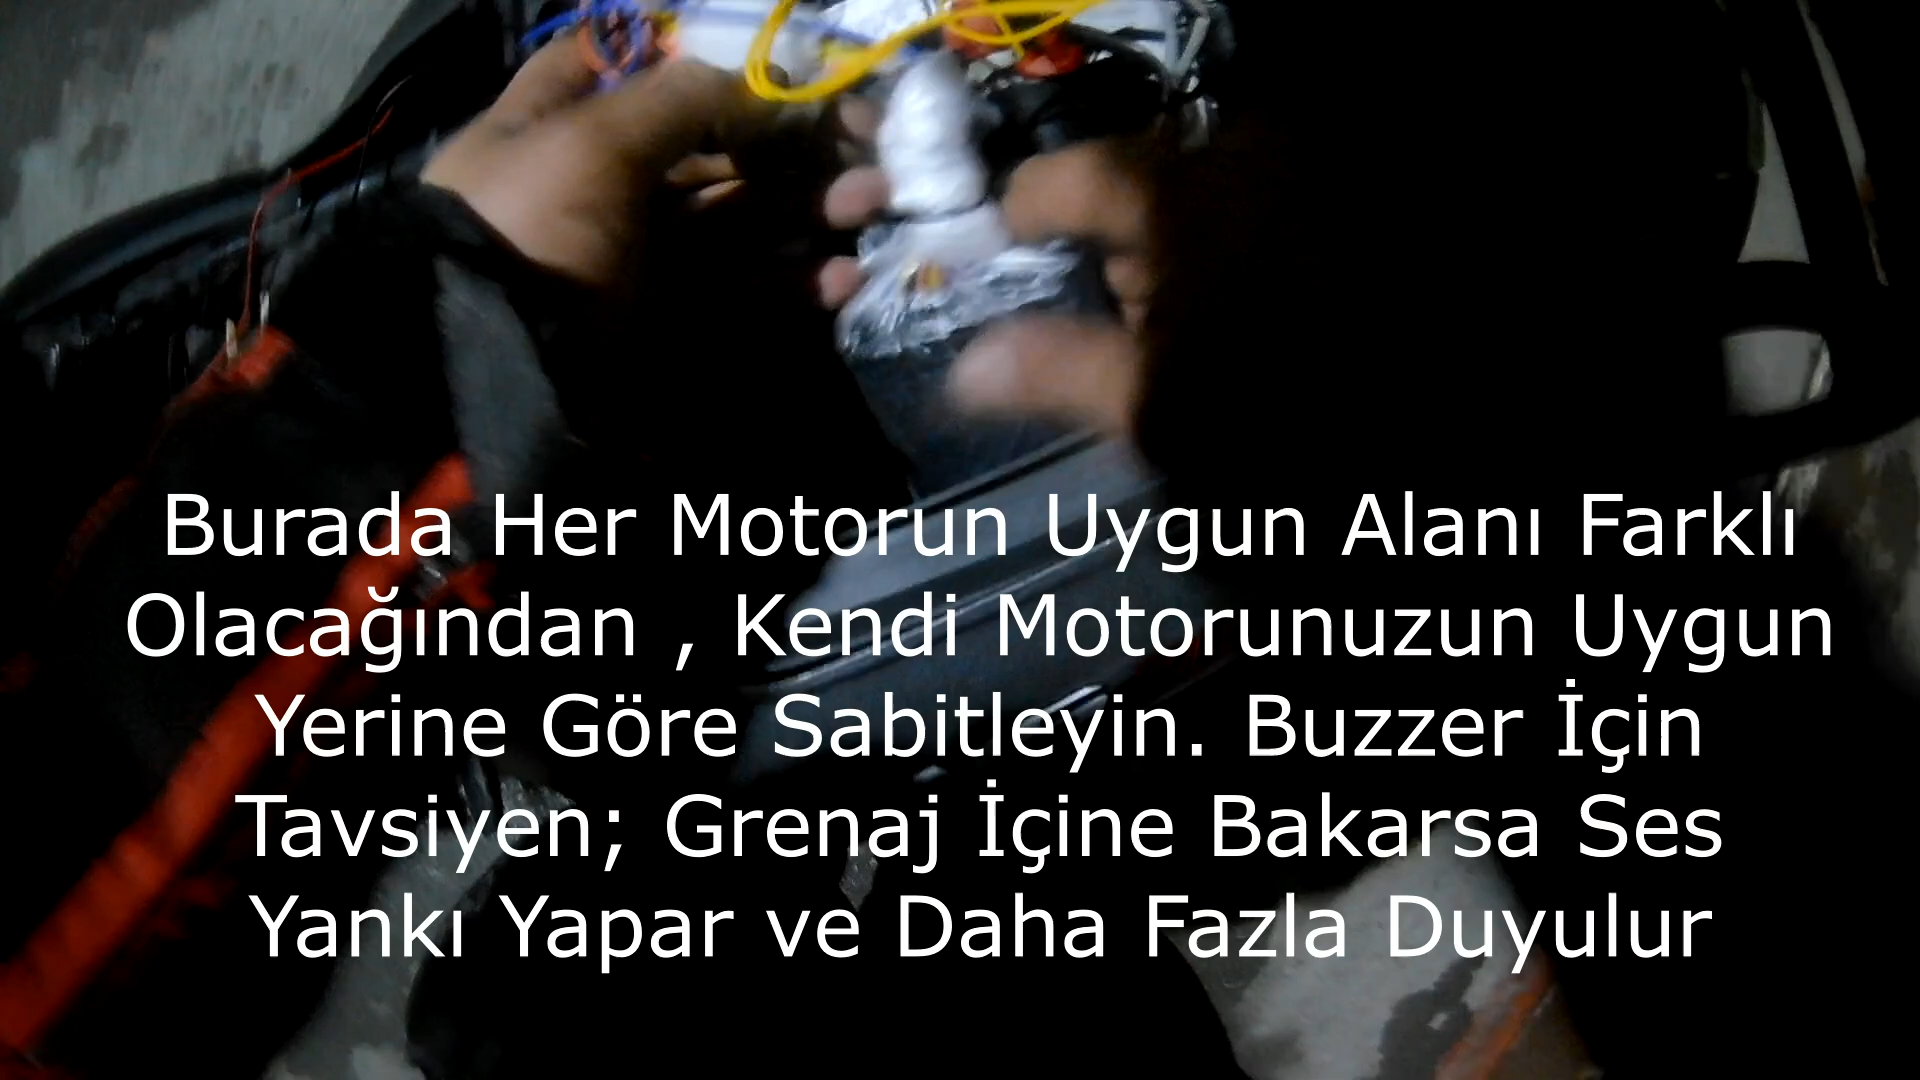 Burada Her Motorun Uygun Alanı Farklı
Olacağından , Kendi Motorunuzun Uygun
Yerine Göre Sabitleyin. Buzzer İçin
Tavsiyen; Grenaj İçine Bakarsa Ses
Yankı Yapar ve Daha Fazla Duyulur